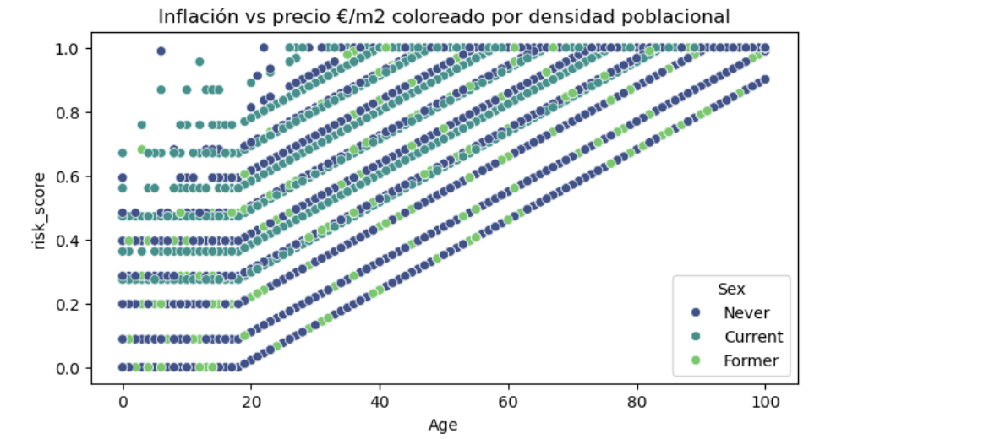 Inflación vs precio €/m2 coloreado por densidad poblacional
1.0
0.8
0.6
0.4
0.2
0.0
risk_score
0 20 40 60 80 100
Age
Sex
Never
Current
Former